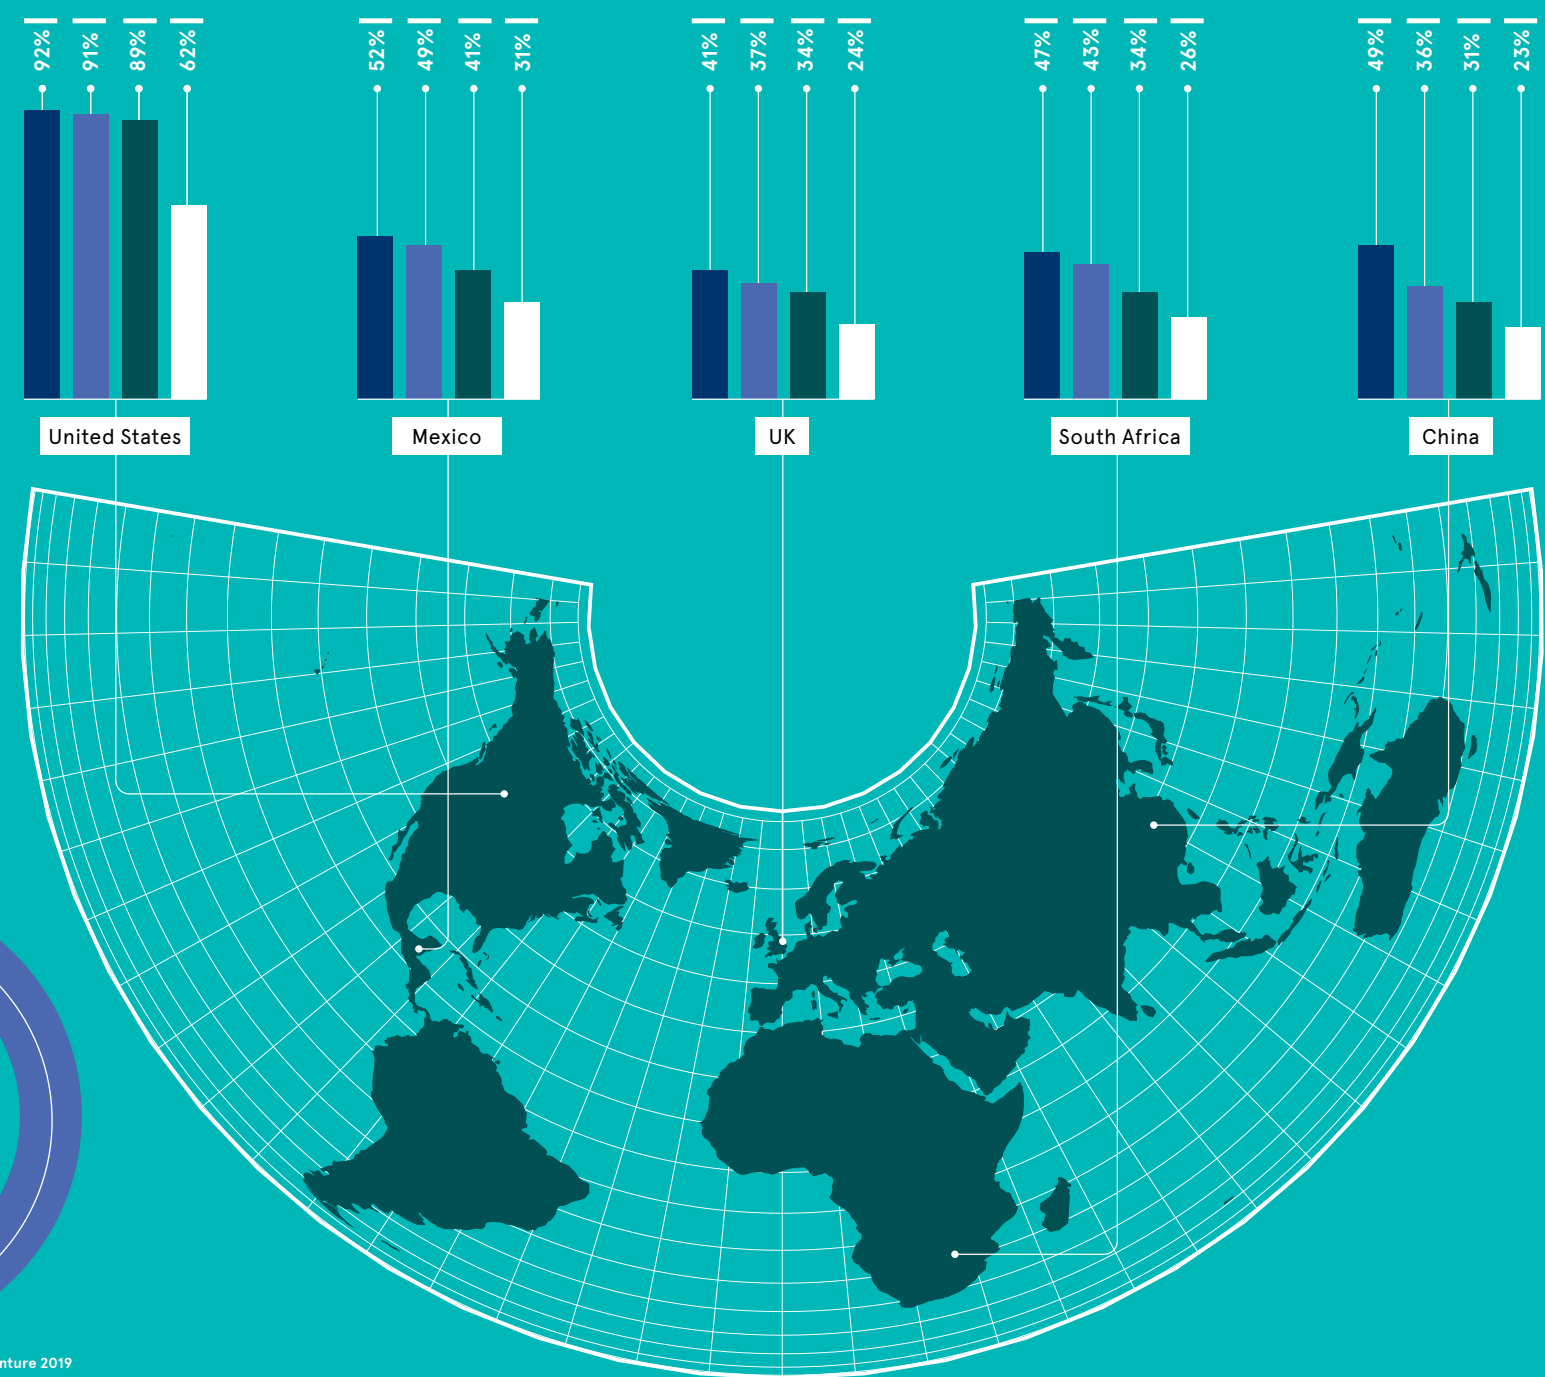 92% 91% 89% 62%
52% 49% 41% 31%
41% 37% 34% 24%
47% 43% 34% 26%
49% 36% 31% 23%
United States
Mexico
UK
South Africa
China
nture 2019